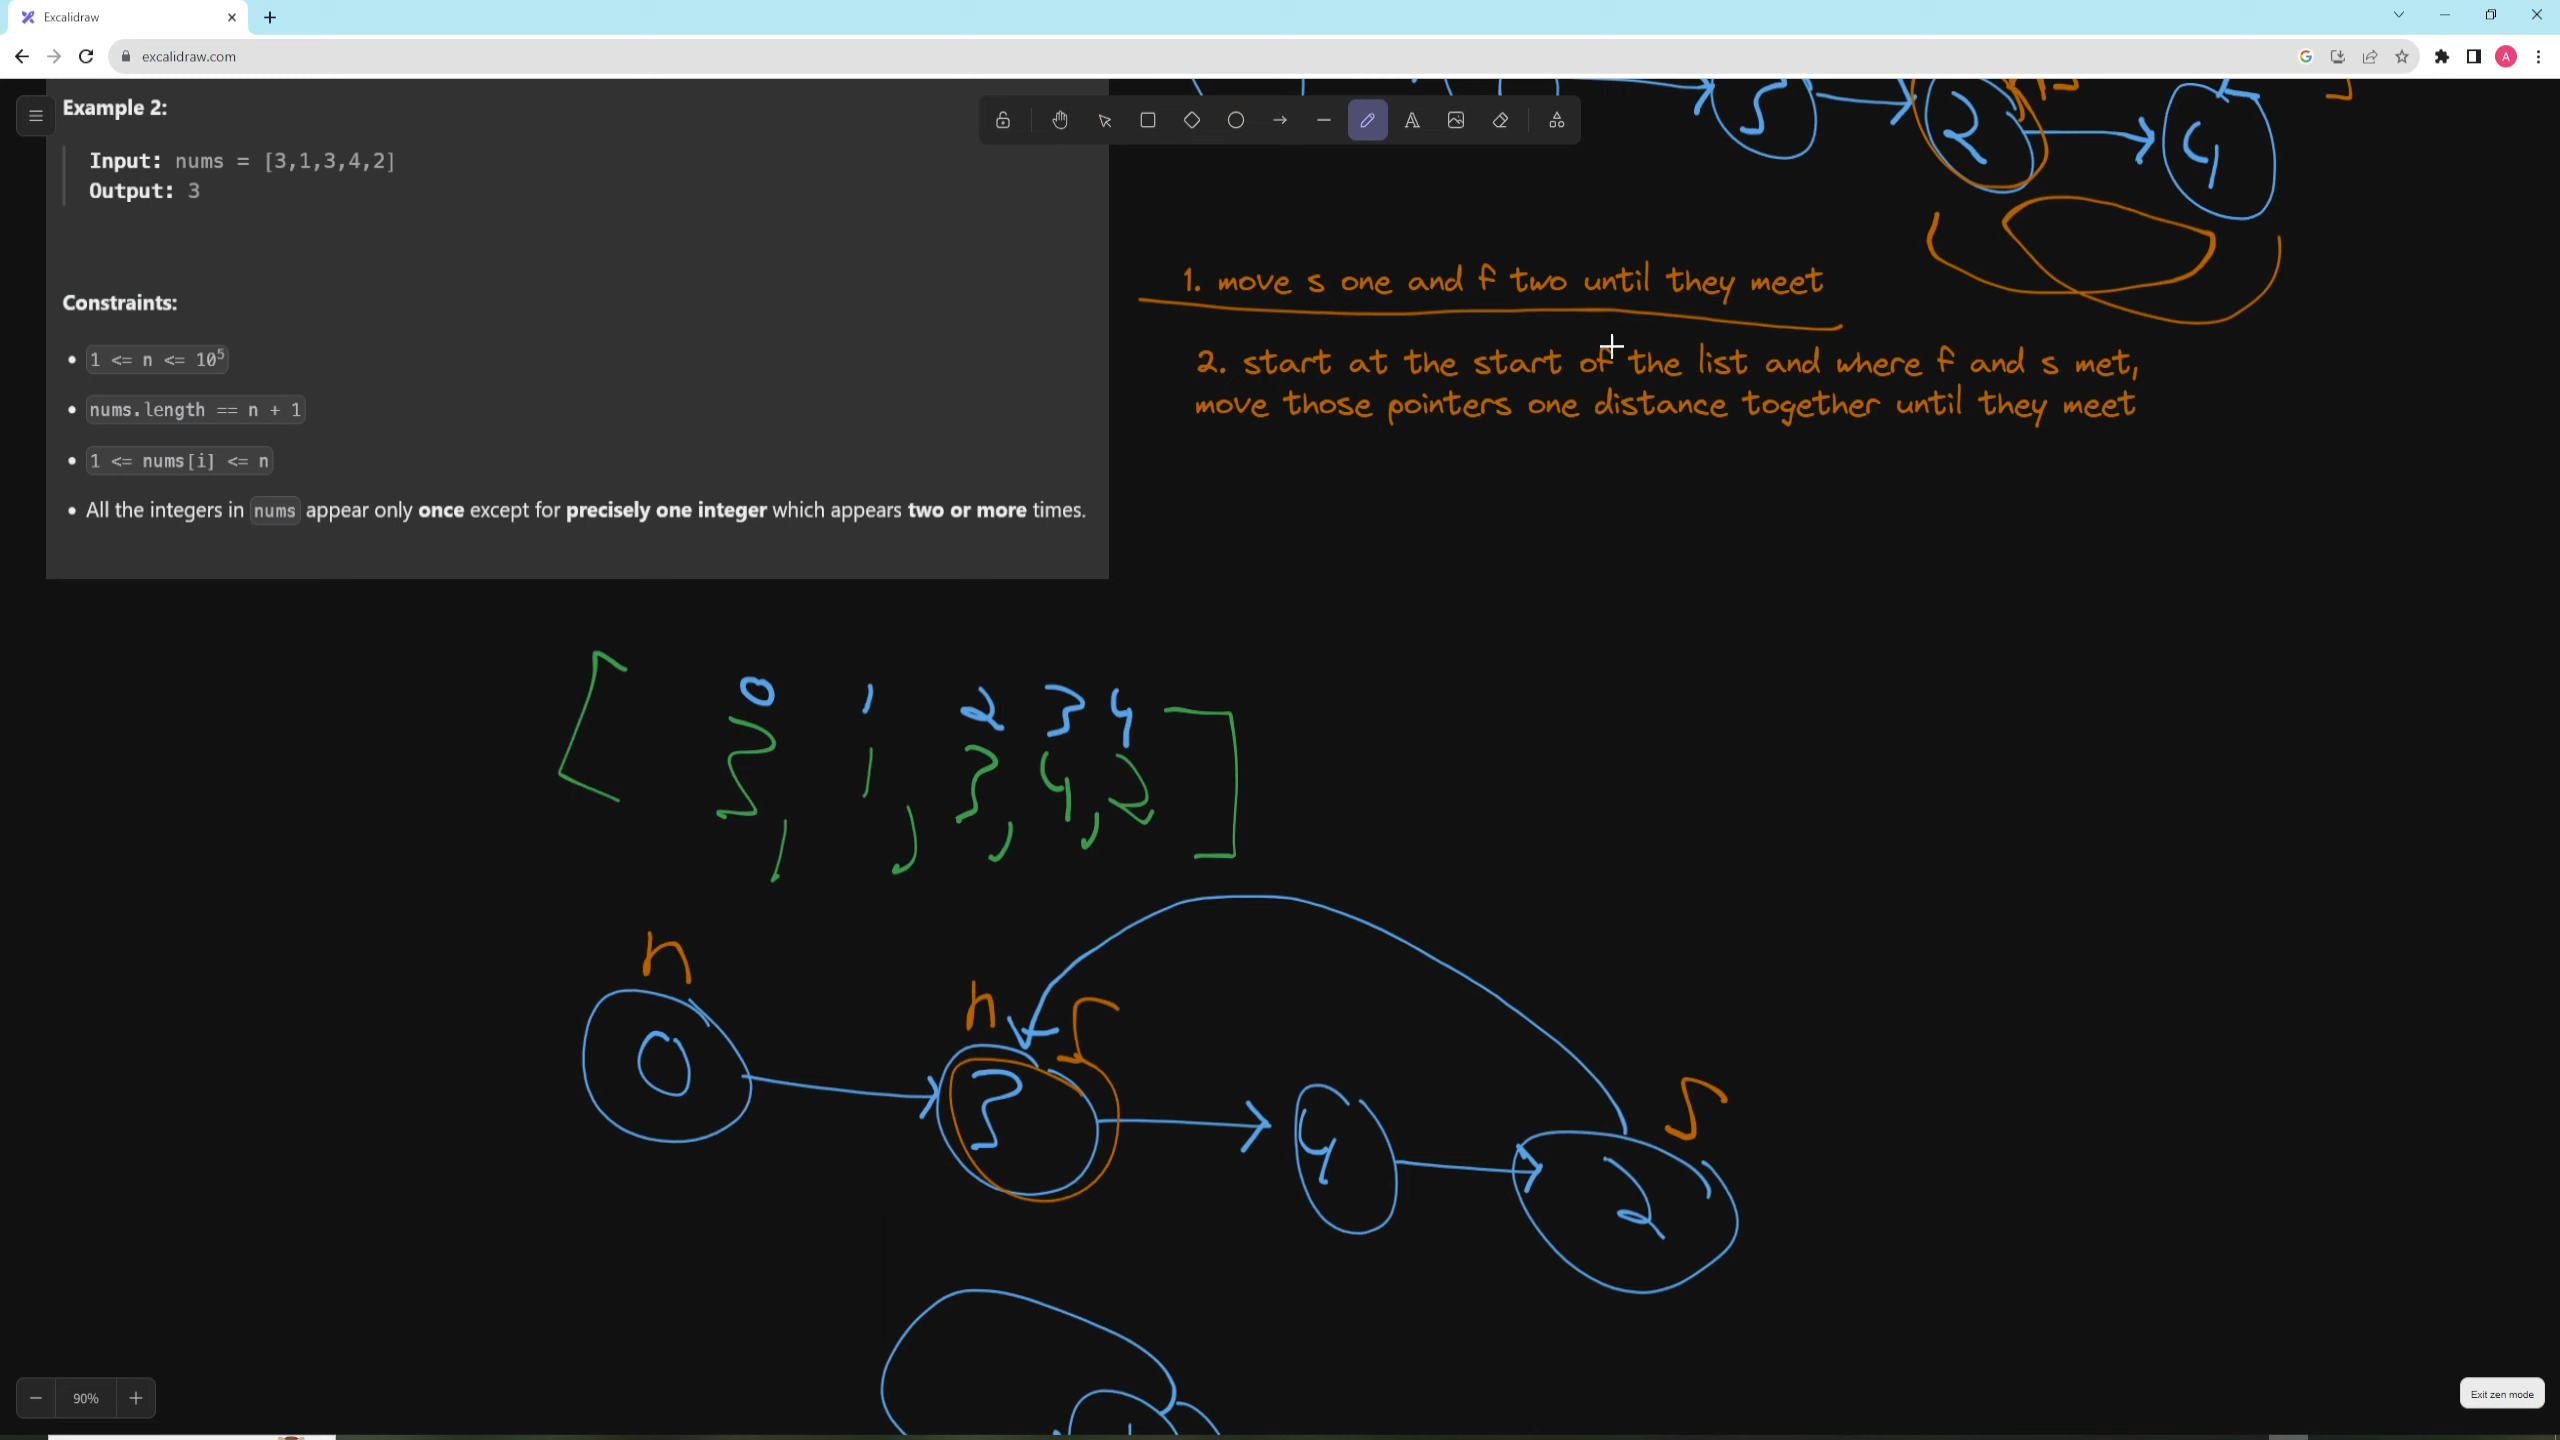 Excalidraw
excalidraw.com
Example 2:
Input: nums = [3,1,3,4,2]
Output: 3
Constraints:
1 <= n <= 10^5
nums.length == n + 1
1 <= nums[i] <= n
All the integers in nums appear only once except for precisely one integer which appears two or more times.
5 2 4
1. move s one and f two until they meet
2. start at the start of the list and where f and s met,
move those pointers one distance together until they meet
0 1 2 3 4
[ 3, 1, 3, 4, 2 ]
n
n s
s
0 3 4 2
90%
Exit zen mode
A